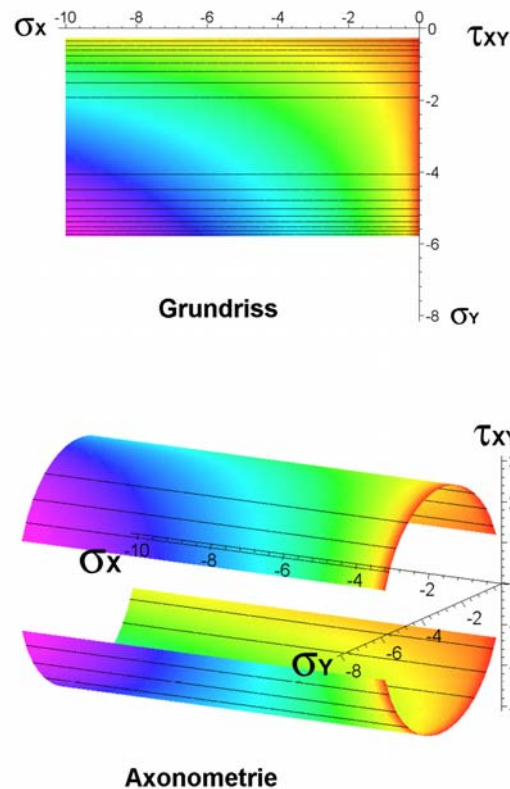 σX -10 -8 -6 -4 -2 0 τXY
-2
-4
-6
-8 σY
Grundriss
τXY
σX -10 -8 -6 -4 -2
-2
-4
-6
-8
σY
Axonometrie